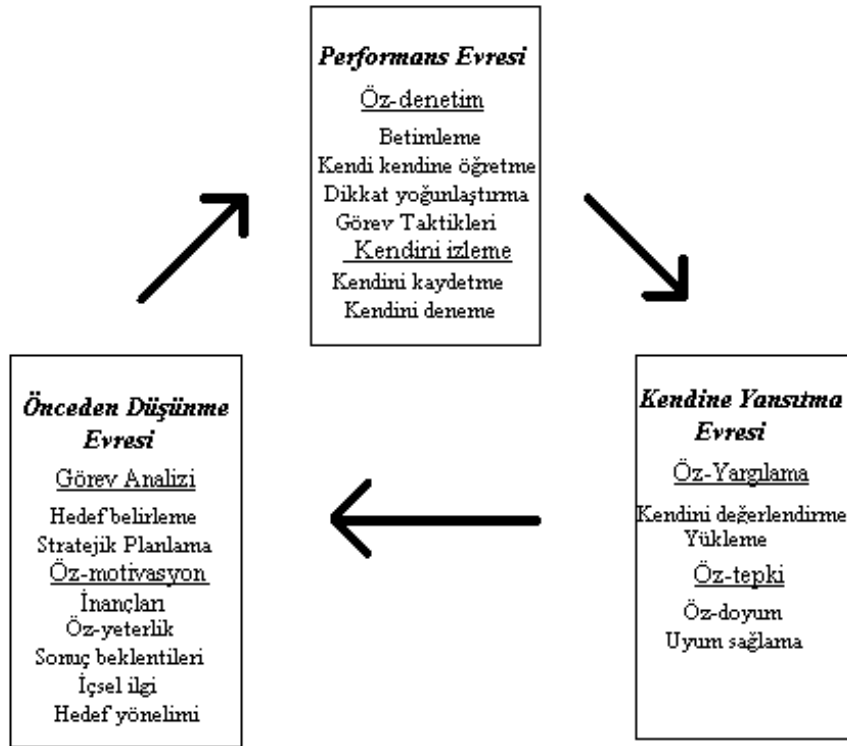 Performans Evresi
Öz-denetim
Betimleme
Kendi kendine öğretme
Dikkat yoğunlaştırma
Görev Taktikleri
Kendini izleme
Kendini kaydetme
Kendini deneme
Önceden Düşünme
Evresi
Görev Analizi
Hedef belirleme
Stratejik Planlama
Öz-motivasyon
İnançları
Öz-yeterlik
Sonuç beklentileri
İçsel ilgi
Hedef yönelimi
Kendine Yansıtma
Evresi
Öz-Yargılama
Kendini değerlendirme
Yükleme
Öz-tepki
Öz-doyum
Uyum sağlama